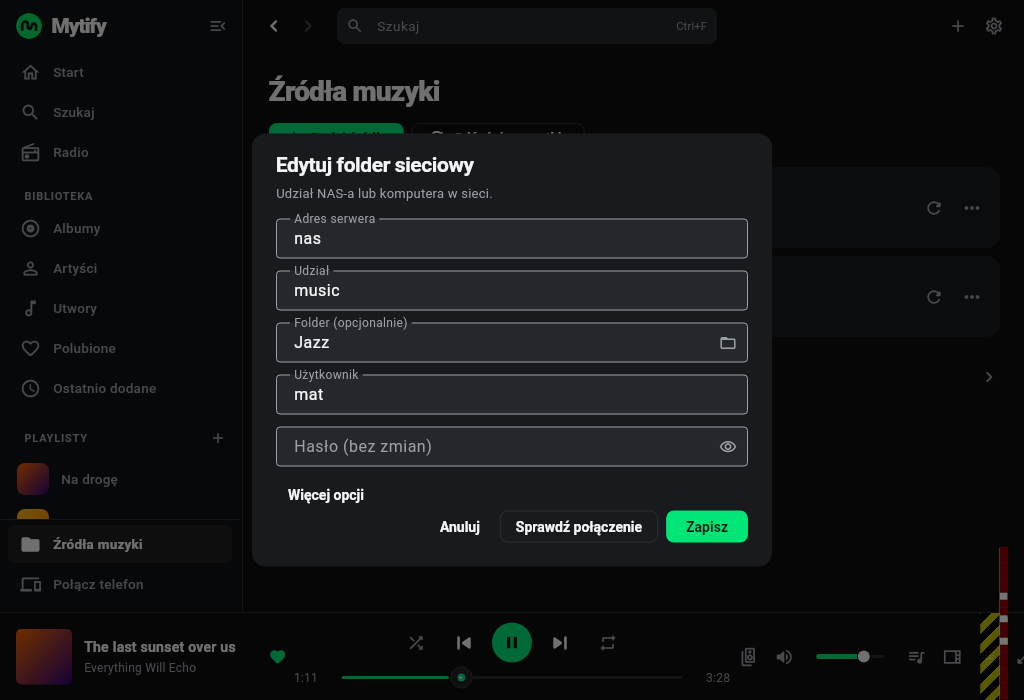 Mytify
Szukaj
Ctrl+F
Start
Szukaj
Radio
BIBLIOTEKA
Albumy
Artyści
Utwory
Polubione
Ostatnio dodane
PLAYLISTY
Na drogę
Źródła muzyki
Połącz telefon
Źródła muzyki
Edytuj folder sieciowy
Udział NAS-a lub komputera w sieci.
Adres serwera
nas
Udział
music
Folder (opcjonalnie)
Jazz
Użytkownik
mat
Hasło (bez zmian)
Więcej opcji
Anuluj
Sprawdź połączenie
Zapisz
The last sunset over us
Everything Will Echo
1:11
3:28